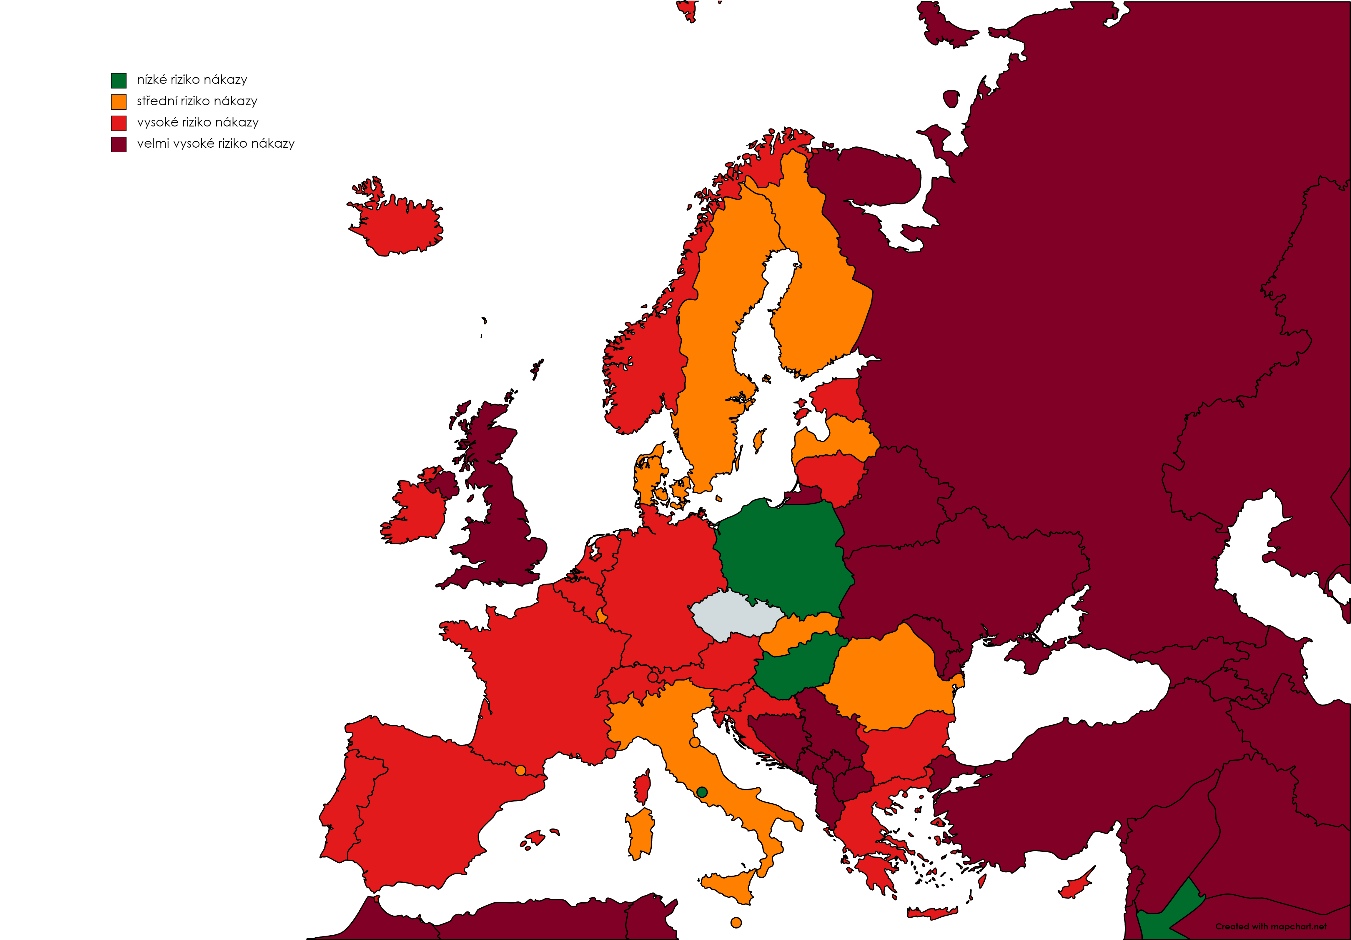 nízké riziko nákazy
střední riziko nákazy
vysoké riziko nákazy
velmi vysoké riziko nákazy
Created with mapchart.net